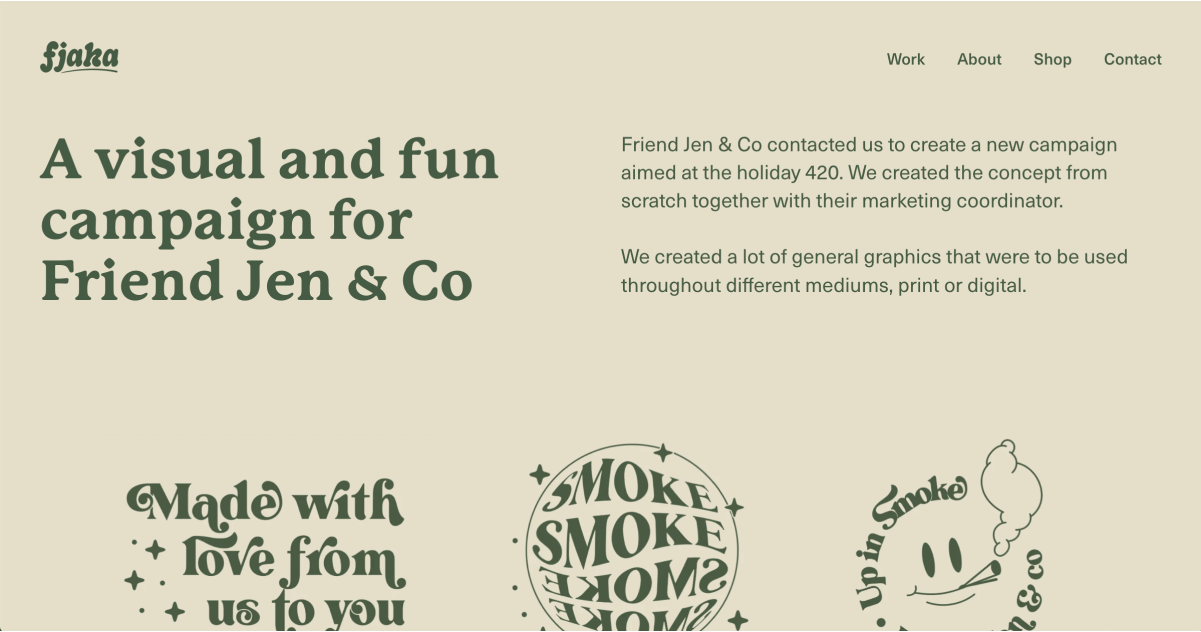 fjaka
Work About Shop Contact
A visual and fun
campaign for
Friend Jen & Co
Friend Jen & Co contacted us to create a new campaign
aimed at the holiday 420. We created the concept from
scratch together with their marketing coordinator.
We created a lot of general graphics that were to be used
throughout different mediums, print or digital.
Made with
love from
us to you
SMOKE
SMOKE
SMOKE
SMOKE
Up in Smoke
& co